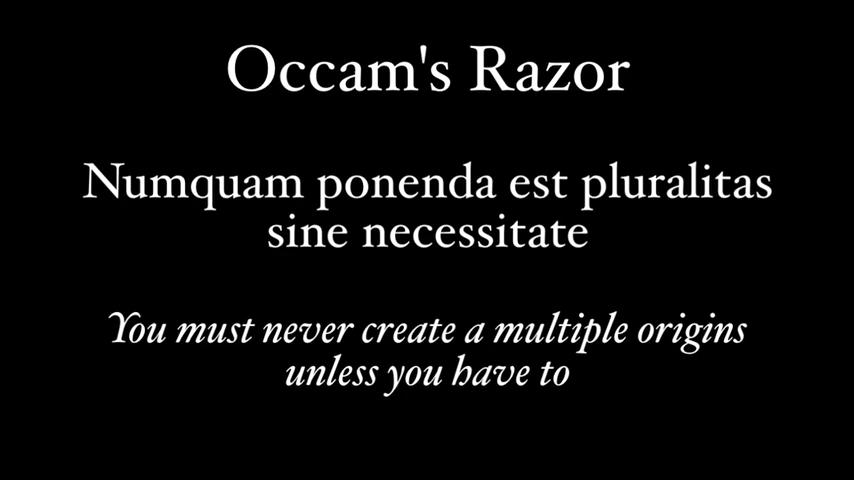 Occam's Razor
Numquam ponenda est pluralitas
sine necessitate
You must never create a multiple origins
unless you have to